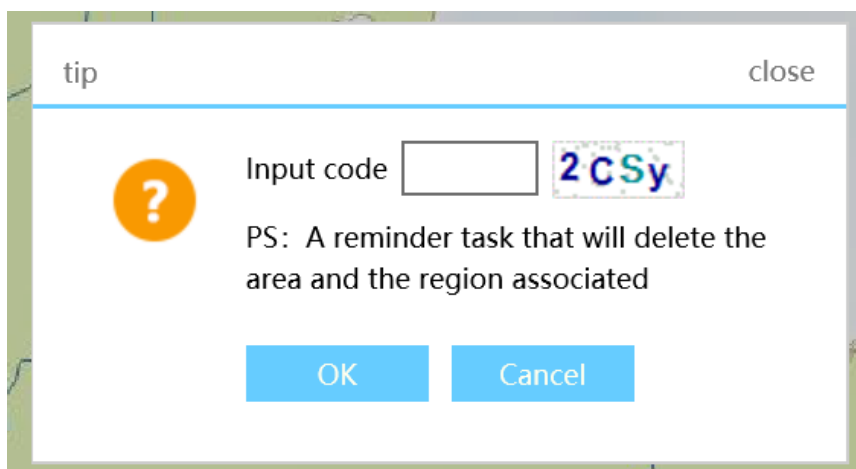 tip close
Input code 2CSy
?
PS: A reminder task that will delete the
area and the region associated
OK Cancel